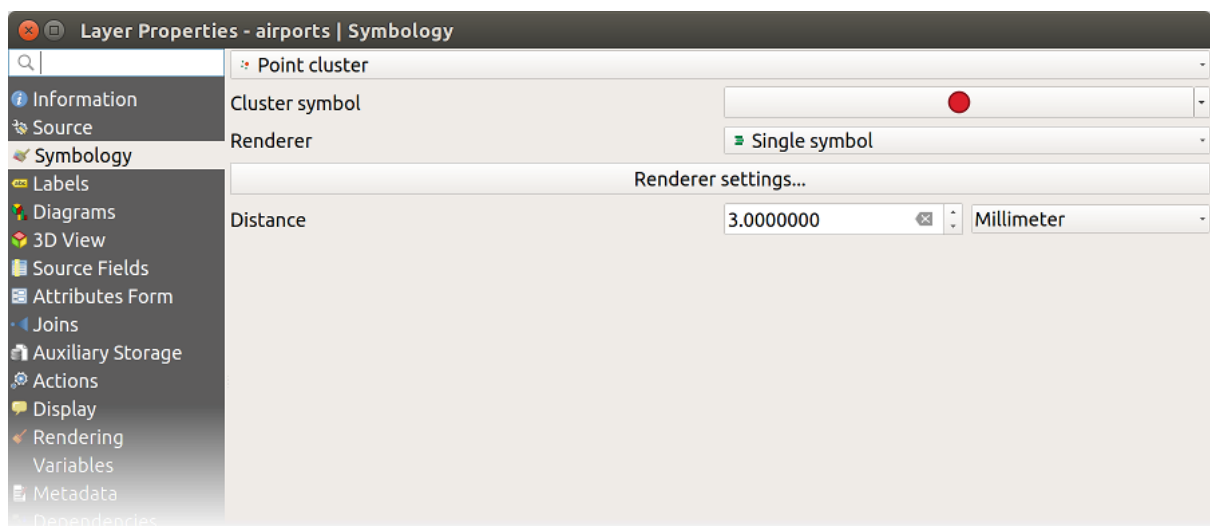 Layer Properties - airports | Symbology
Information
Source
Symbology
Labels
Diagrams
3D View
Source Fields
Attributes Form
Joins
Auxiliary Storage
Actions
Display
Rendering
Variables
Metadata
Dependencies
Point cluster
Cluster symbol
Renderer
Single symbol
Renderer settings...
Distance
3.0000000
Millimeter